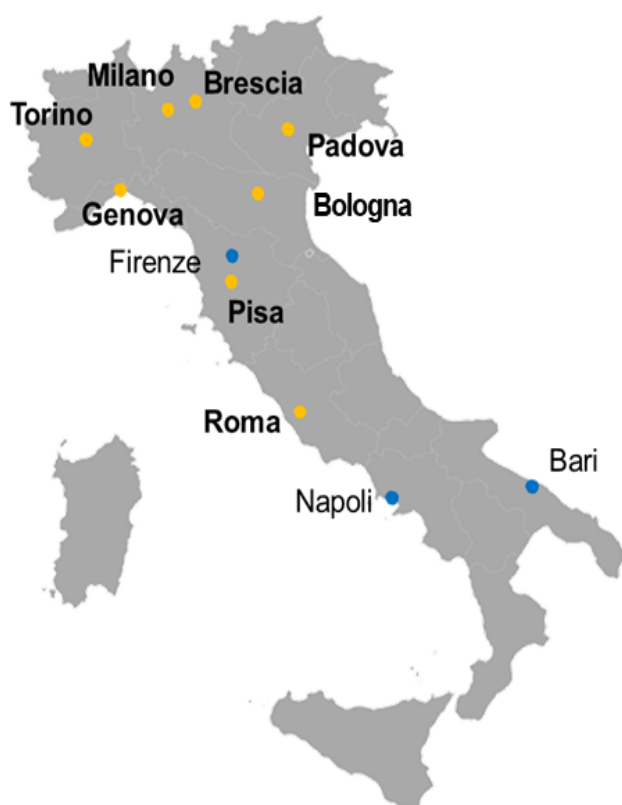 Milano
Brescia
Torino
Padova
Genova
Bologna
Firenze
Pisa
Roma
Bari
Napoli